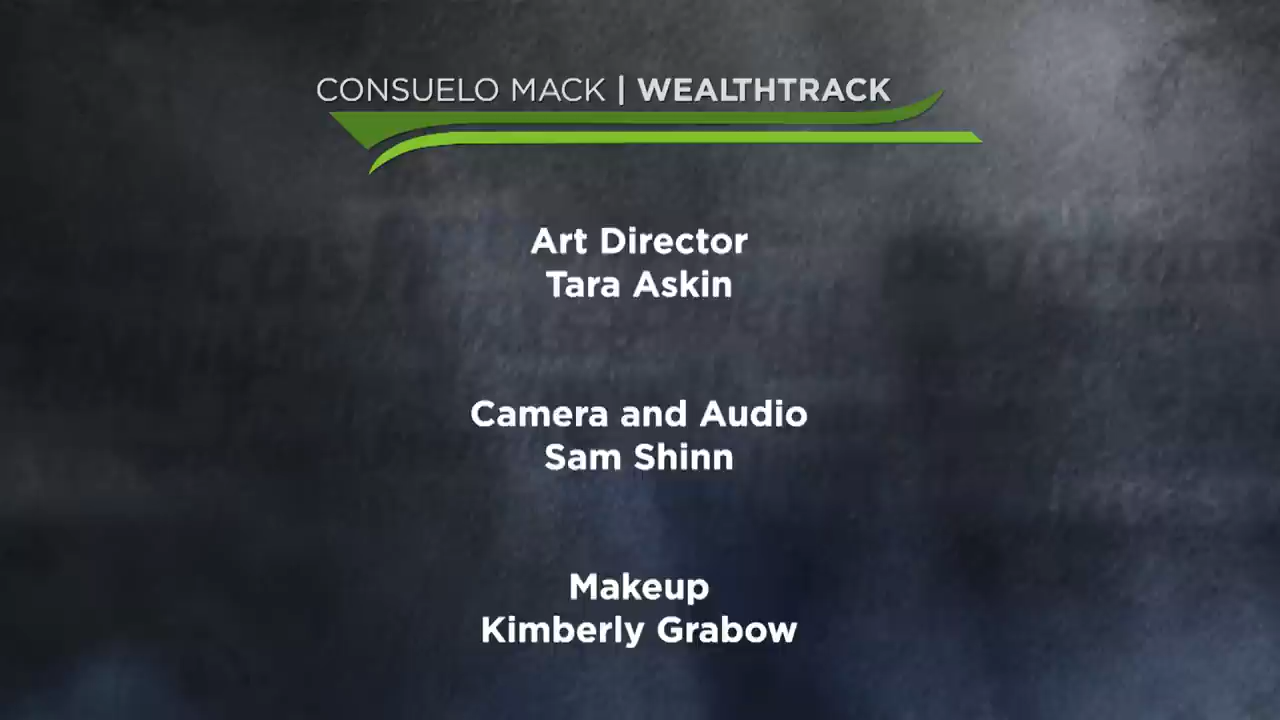 CONSUELO MACK | WEALTHTRACK
Art Director
Tara Askin
Camera and Audio
Sam Shinn
Makeup
Kimberly Grabow